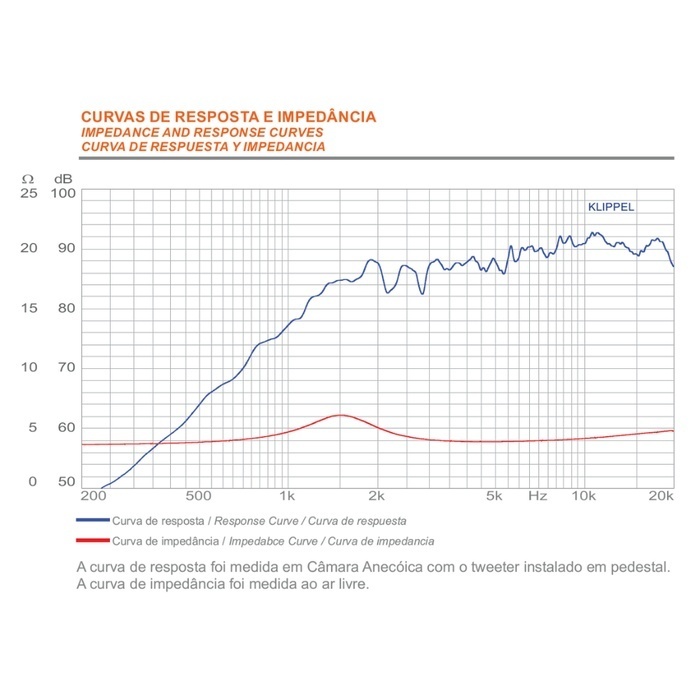 CURVAS DE RESPOSTA E IMPEDÂNCIA
IMPEDANCE AND RESPONSE CURVES
CURVA DE RESPUESTA Y IMPEDANCIA
Ω dB
25 100
KLIPPEL
20 90
15 80
10 70
5 60
0 50
200 500 1k 2k 5k Hz 10k 20k
Curva de resposta / Response Curve / Curva de respuesta
Curva de impedância / Impedabce Curve / Curva de impedancia
A curva de resposta foi medida em Câmara Anecóica com o tweeter instalado em pedestal.
A curva de impedância foi medida ao ar livre.